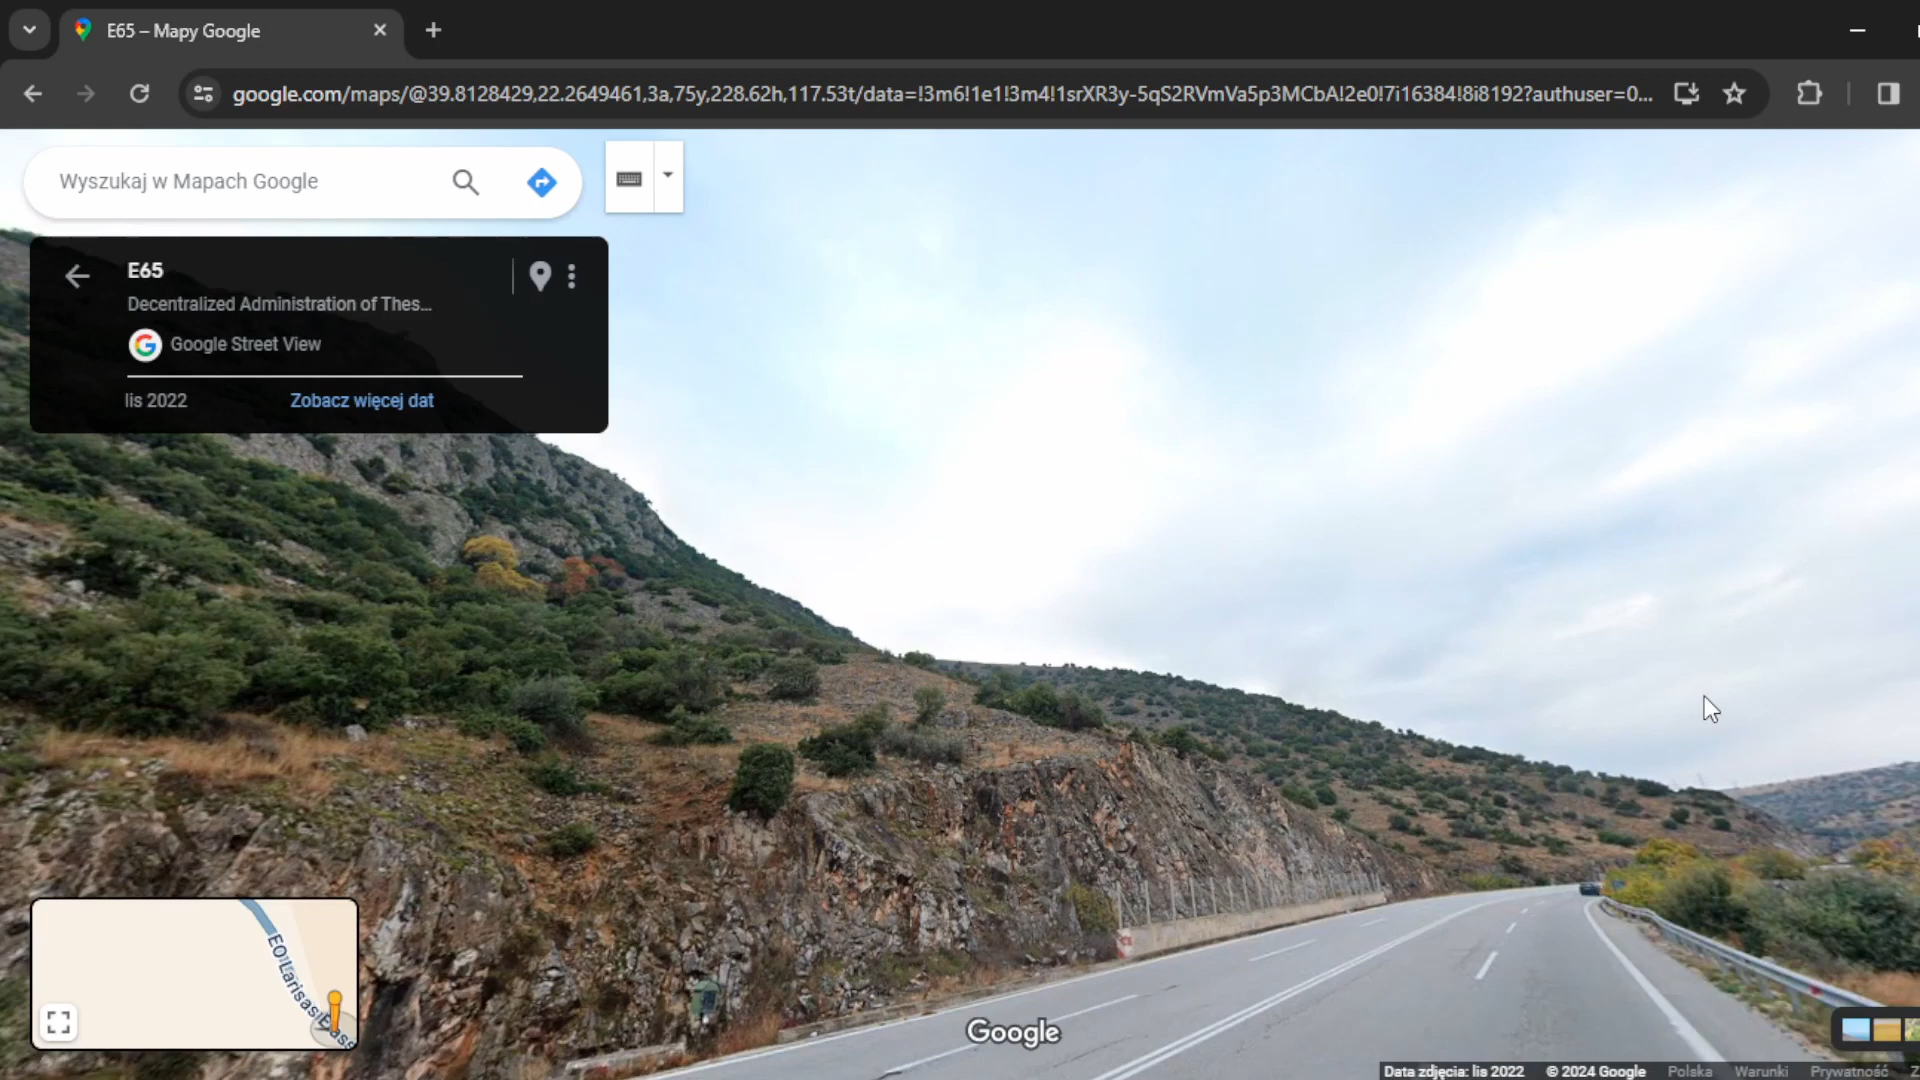 E65 – Mapy Google
google.com/maps/@39.8128429,22.2649461,3a,75y,228.62h,117.53t/data=!3m6!1e1!3m4!1srXR3y-5qS2RVmVa5p3MCbA!2e0!7i16384!8i8192?authuser=0...
Wyszukaj w Mapach Google
E65
Decentralized Administration of Thes...
Google Street View
lis 2022 Zobacz więcej dat
EO Larisas
Google
Data zdjęcia: lis 2022 © 2024 Google Polska Warunki Prywatność